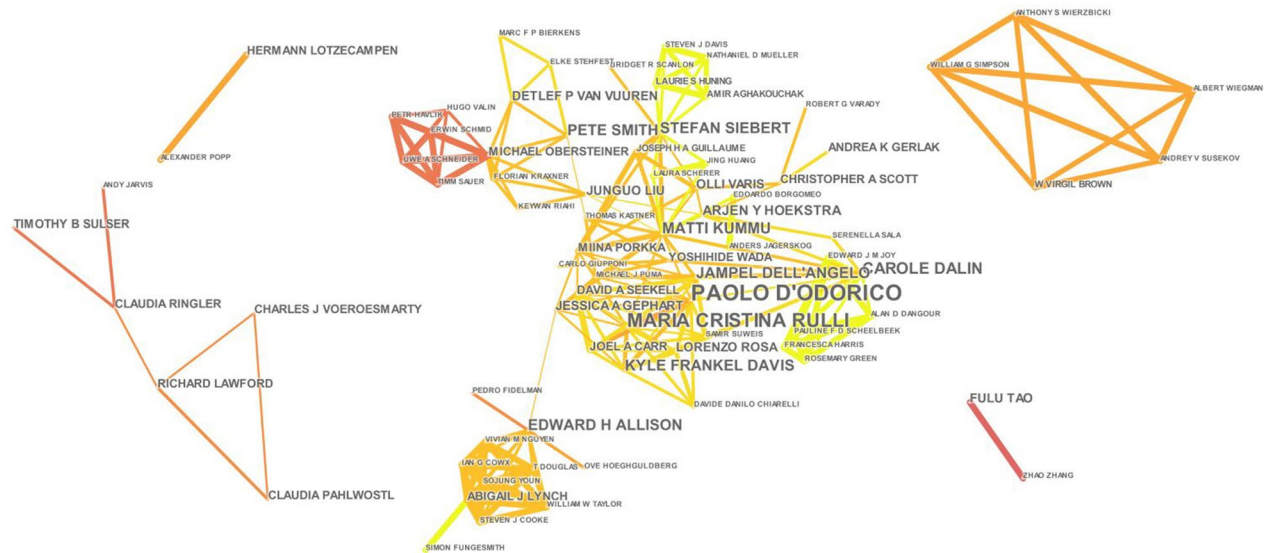 ANTHONY S WIERZBICKI
MARC F P BIERKENS
STEVEN J DAVIS
HERMANN LOTZECAMPEN
NATHANIEL D MUELLER
ELKE STEHFEST
BRIDGET R SCANLON
WILLIAM G SIMPSON
LAURIE S HUNING
ALBERT WIEGMAN
DETLEF P VAN VUUREN
AMIR AGHAKOUCHAK
HUGO VALIN
ROBERT G VARADY
PETR HAVLIK
ERWIN SCHMID
PETE SMITH
STEFAN SIEBERT
ANDREA K GERLAK
MICHAEL OBERSTEINER
JOSEPH H A GUILLAUME
ALEXANDER POPP
UWE A SCHNEIDER
JING HUANG
ANDREY V SUSEKOV
LAURA SCHERER
FLORIAN KRAXNER
CHRISTOPHER A SCOTT
TIMM SAUER
OLLI VARIS
ANDY JARVIS
W VIRGIL BROWN
JUNGUO LIU
EDOARDO BORGOMEO
KEYWAN RIAHI
ARJEN Y HOEKSTRA
THOMAS KASTNER
TIMOTHY B SULSER
MATTI KUMMU
SERENELLA SALA
MIINA PORKKA
ANDERS JAGERSKOG
YOSHIHIDE WADA
EDWARD J M JOY
CARLO GIUPPONI
CAROLE DALIN
MICHAEL J PUMA
JAMPEL DELL'ANGELO
DAVID A SEEKELL
PAOLO D'ODORICO
CLAUDIA RINGLER
JESSICA A GEPHART
CHARLES J VOEROESMARTY
ALAN D DANGOUR
MARIA CRISTINA RULLI
PAULINE F D SCHEELBEEK
SAMIR SUWEIS
JOEL A CARR
LORENZO ROSA
FRANCESCA HARRIS
ROSEMARY GREEN
KYLE FRANKEL DAVIS
RICHARD LAWFORD
PEDRO FIDELMAN
FULU TAO
DAVIDE DANILO CHIARELLI
EDWARD H ALLISON
VIVIAN M NGUYEN
IAN G COWX
T DOUGLAS
OVE HOEGHGULDBERG
ZHAO ZHANG
SOJUNG YOUN
CLAUDIA PAHLWOSTL
ABIGAIL J LYNCH
WILLIAM W TAYLOR
STEVEN J COOKE
SIMON FUNGESMITH